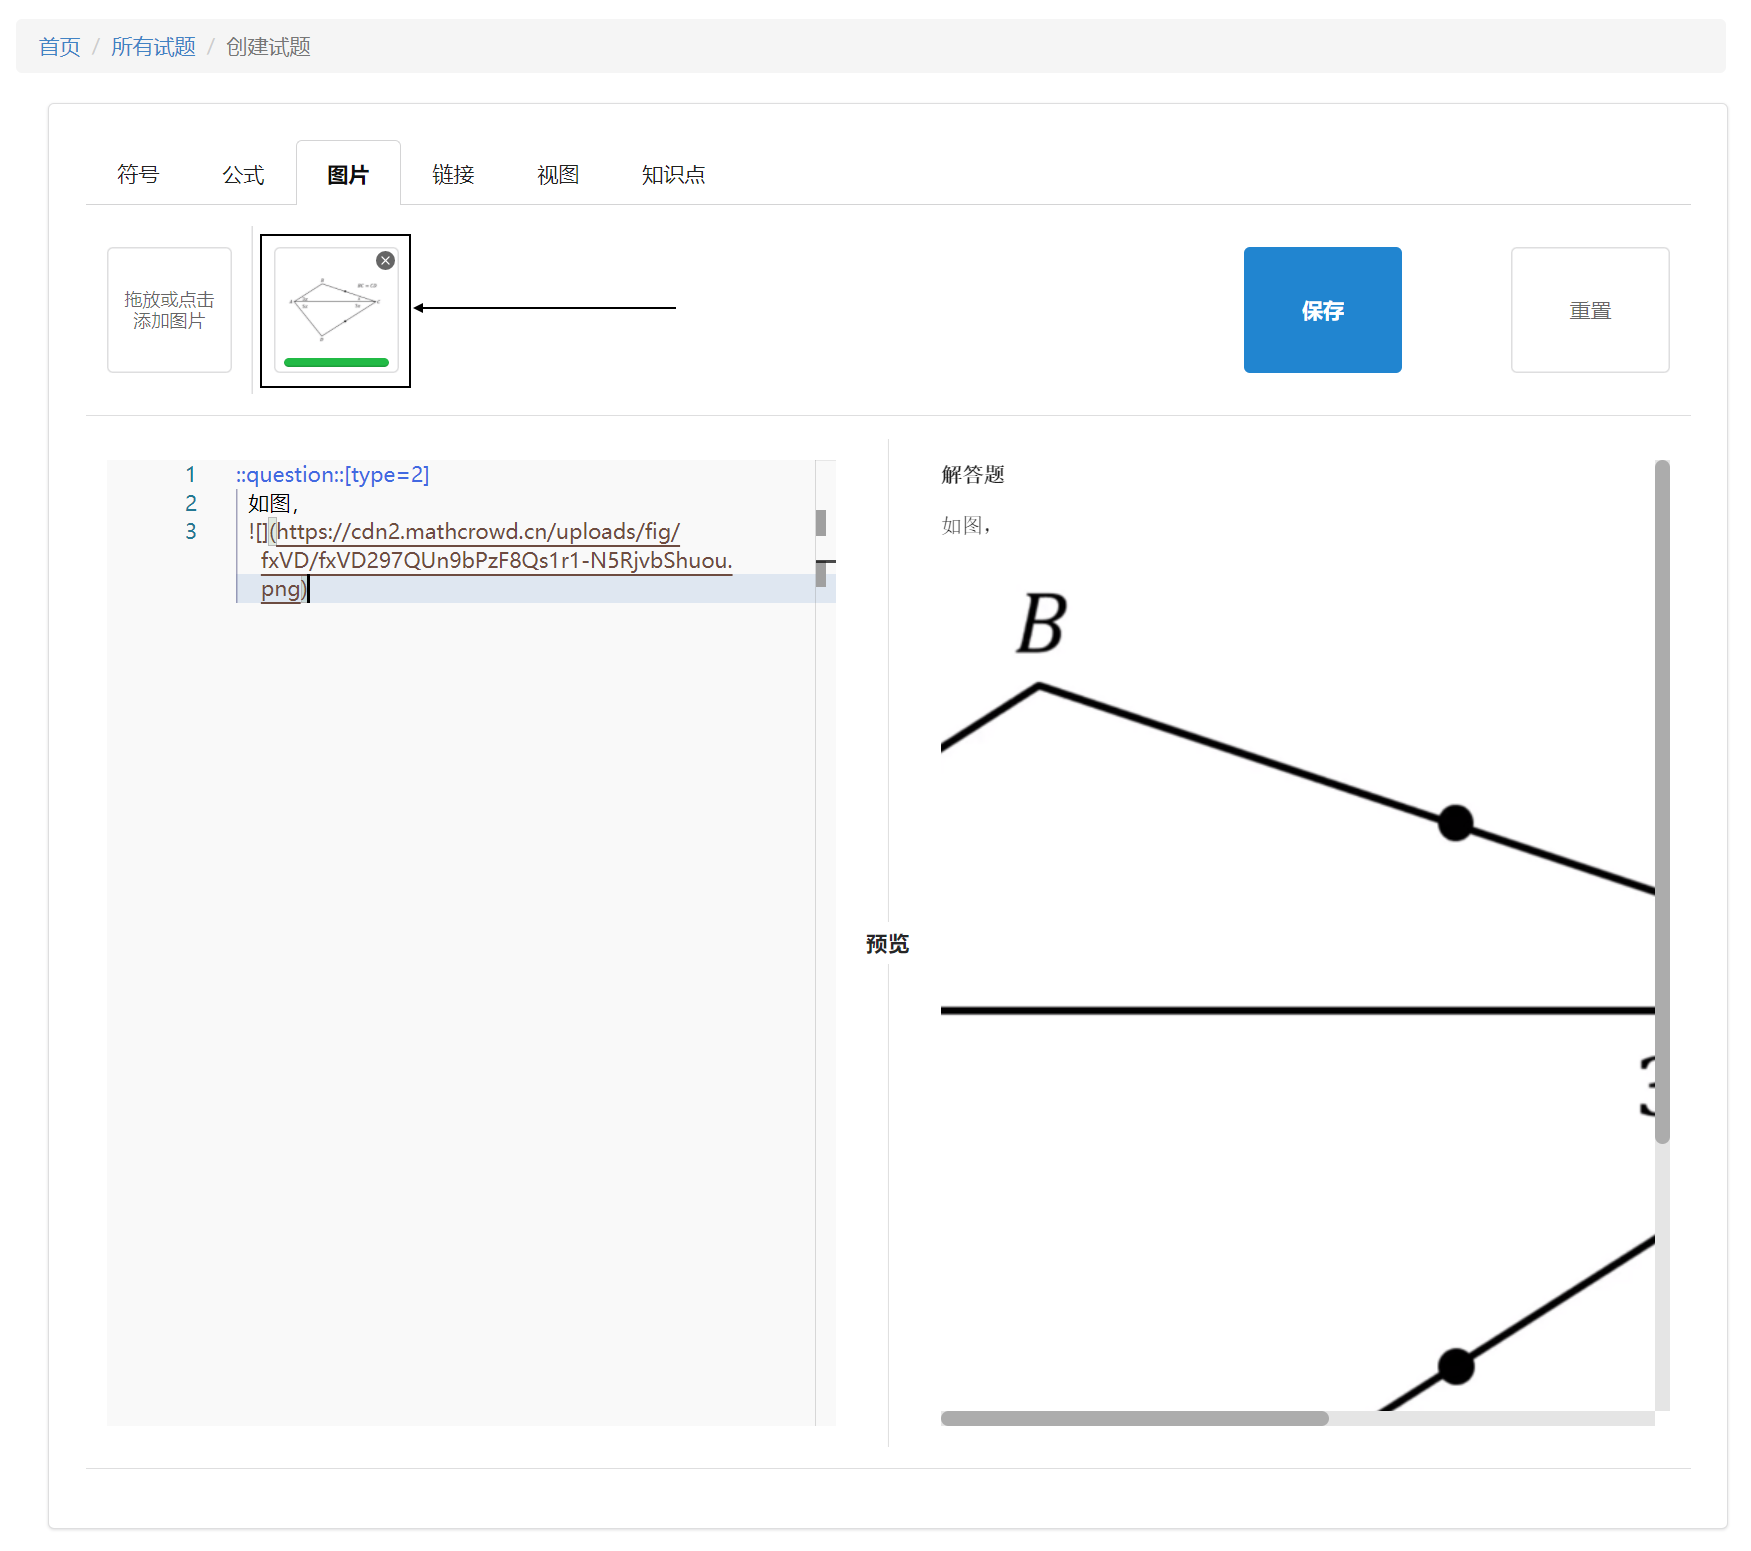 首页 / 所有试题 / 创建试题
符号 公式 图片 链接 视图 知识点
拖放或点击
添加图片
保存
重置
1 ::question::[type=2]
2 如图，
3 ![](https://cdn2.mathcrowd.cn/uploads/fig/
fxVD/fxVD297QUn9bPzF8Qs1r1-N5RjvbShuou.
png)
预览
解答题
如图，
B
3